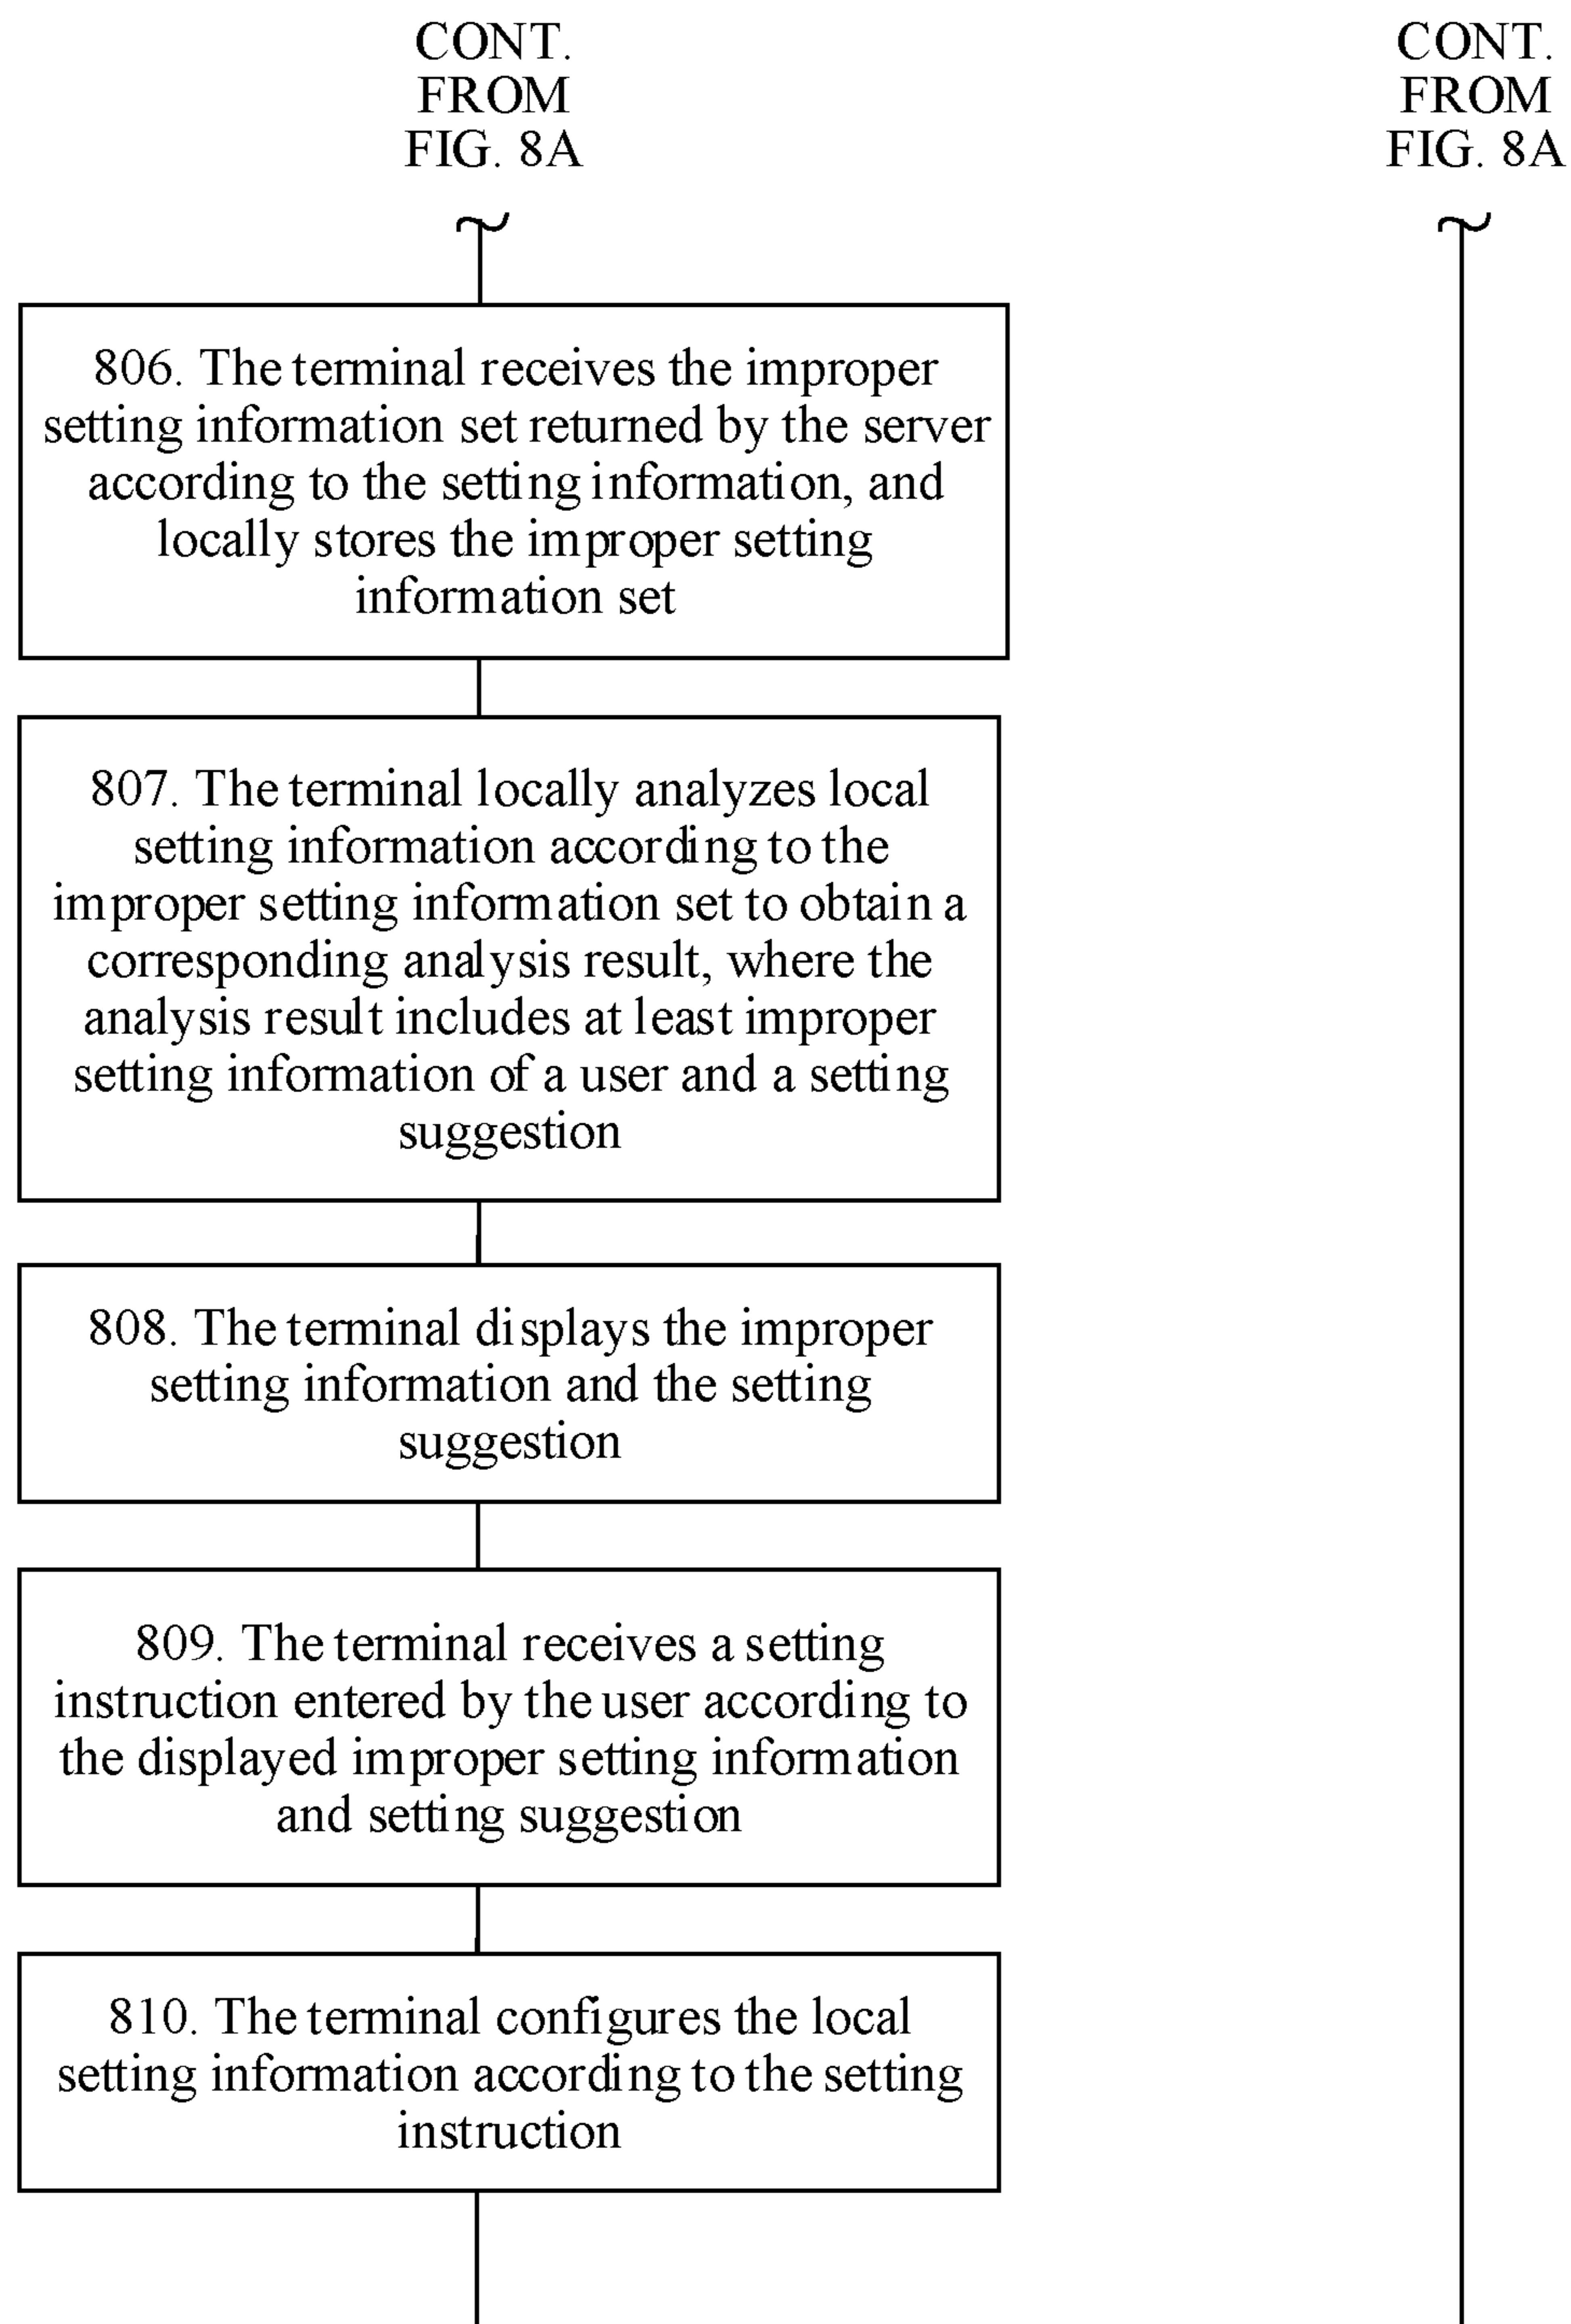 CONT.
FROM
FIG. 8A
CONT.
FROM
FIG. 8A
806. The terminal receives the improper
setting information set returned by the server
according to the setting information, and
locally stores the improper setting
information set
807. The terminal locally analyzes local
setting information according to the
improper setting information set to obtain a
corresponding analysis result, where the
analysis result includes at least improper
setting information of a user and a setting
suggestion
808. The terminal displays the improper
setting information and the setting
suggestion
809. The terminal receives a setting
instruction entered by the user according to
the displayed improper setting information
and setting suggestion
810. The terminal configures the local
setting information according to the setting
instruction